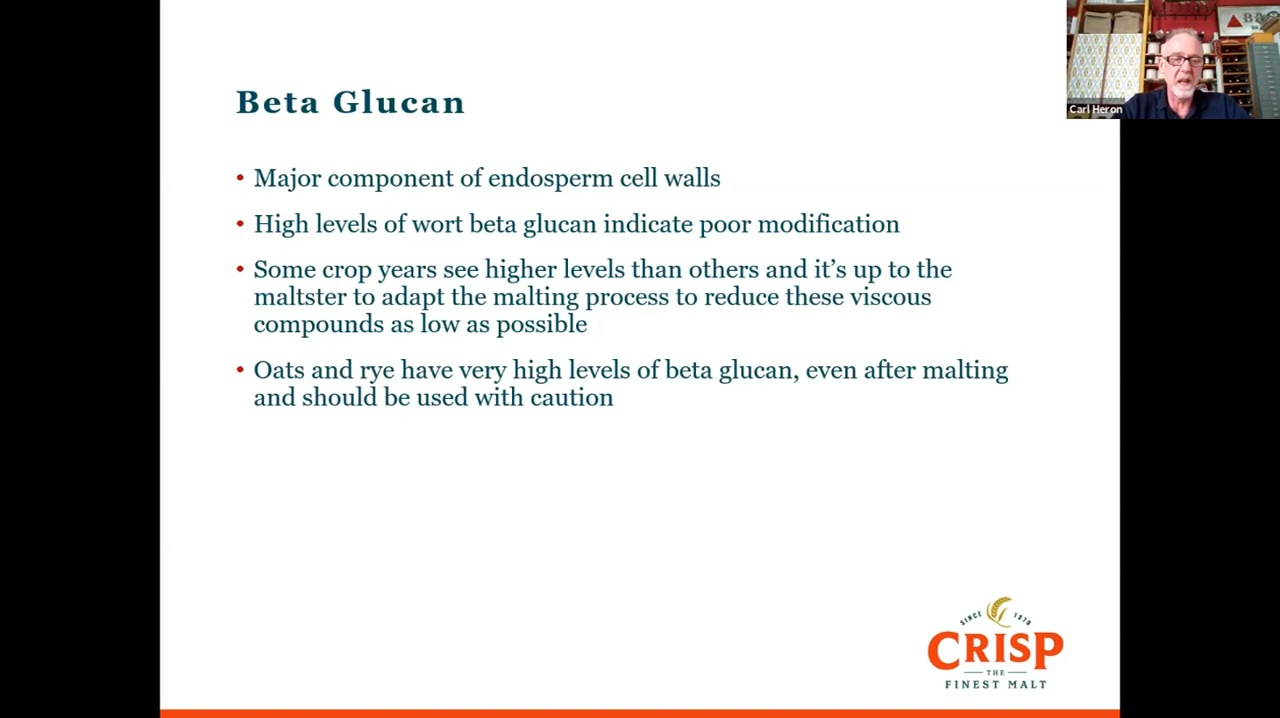 Beta Glucan
• Major component of endosperm cell walls
• High levels of wort beta glucan indicate poor modification
• Some crop years see higher levels than others and it's up to the
maltster to adapt the malting process to reduce these viscous
compounds as low as possible
• Oats and rye have very high levels of beta glucan, even after malting
and should be used with caution
Carl Heron
SINCE 1870
CRISP
THE
FINEST MALT